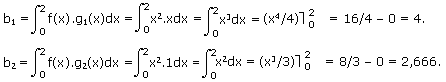 b₁ = ∫₀² f(x).g₁(x)dx = ∫₀² x².xdx = ∫₀² x³dx = (x⁴/4)⎤₀² = 16/4 – 0 = 4.
b₂ = ∫₀² f(x).g₂(x)dx = ∫₀² x².1dx = ∫₀² x²dx = (x³/3)⎤₀² = 8/3 – 0 = 2,666.